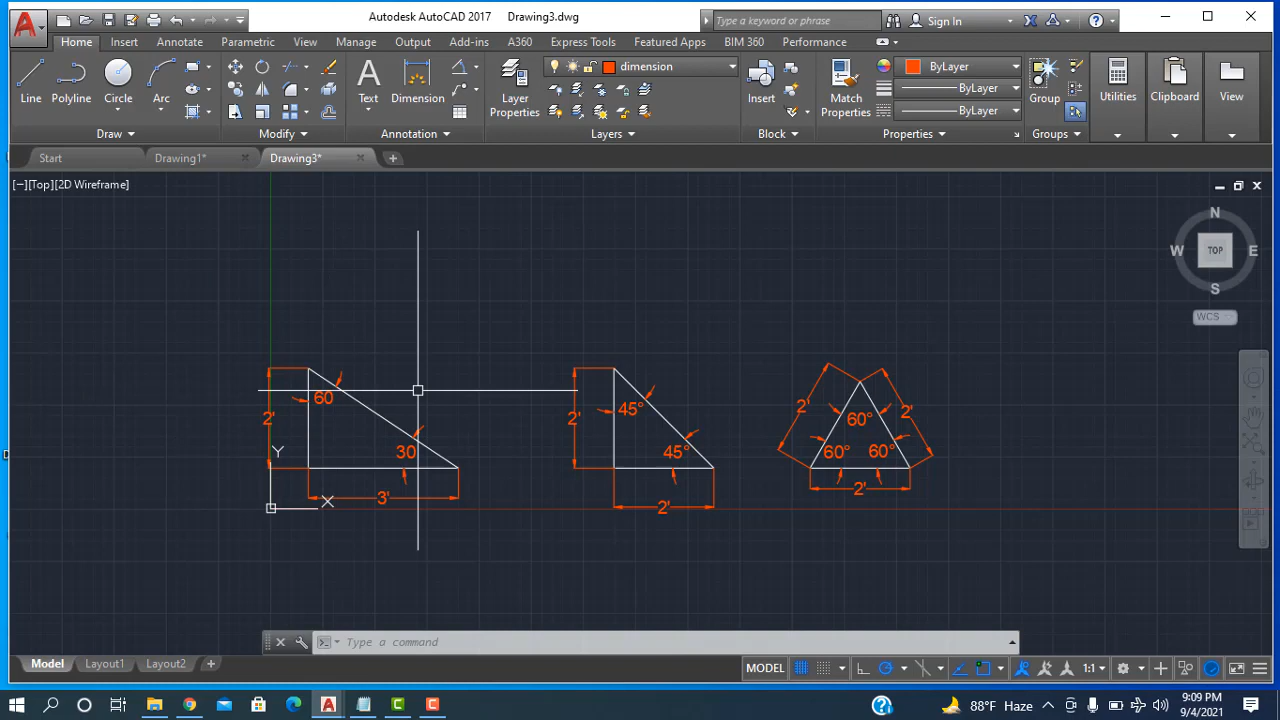 Autodesk AutoCAD 2017 Drawing3.dwg
Type a keyword or phrase
Sign In
Home Insert Annotate Parametric View Manage Output Add-ins A360 Express Tools Featured Apps BIM 360 Performance
dimension
ByLayer
ByLayer
ByLayer
Line Polyline Circle Arc Text Dimension Layer Properties Insert Match Properties Group Utilities Clipboard View
Draw Modify Annotation Layers Block Properties Groups
Start Drawing1* Drawing3*
[−][Top][2D Wireframe]
N
W TOP E
S
WCS
60
2'
30
3'
Y
X
45°
2'
45°
2'
2'
60°
2'
60°
60°
2'
Type a command
Model Layout1 Layout2
MODEL
1:1
88°F Haze
9:09 PM
9/4/2021